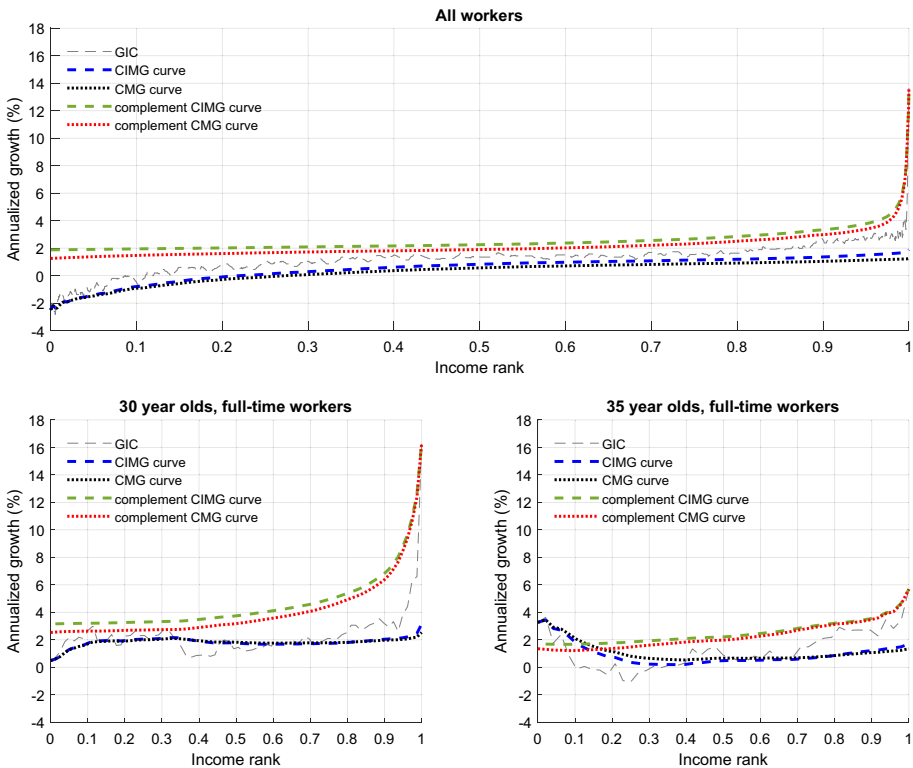 All workers
18
16
14
12
10
8
6
4
2
0
-2
-4
Annualized growth (%)
GIC
CIMG curve
CMG curve
complement CIMG curve
complement CMG curve
0 0.1 0.2 0.3 0.4 0.5 0.6 0.7 0.8 0.9 1
Income rank
30 year olds, full-time workers
18
16
14
12
10
8
6
4
2
0
-2
-4
Annualized growth (%)
GIC
CIMG curve
CMG curve
complement CIMG curve
complement CMG curve
0 0.1 0.2 0.3 0.4 0.5 0.6 0.7 0.8 0.9 1
Income rank
35 year olds, full-time workers
18
16
14
12
10
8
6
4
2
0
-2
-4
Annualized growth (%)
GIC
CIMG curve
CMG curve
complement CIMG curve
complement CMG curve
0 0.1 0.2 0.3 0.4 0.5 0.6 0.7 0.8 0.9 1
Income rank